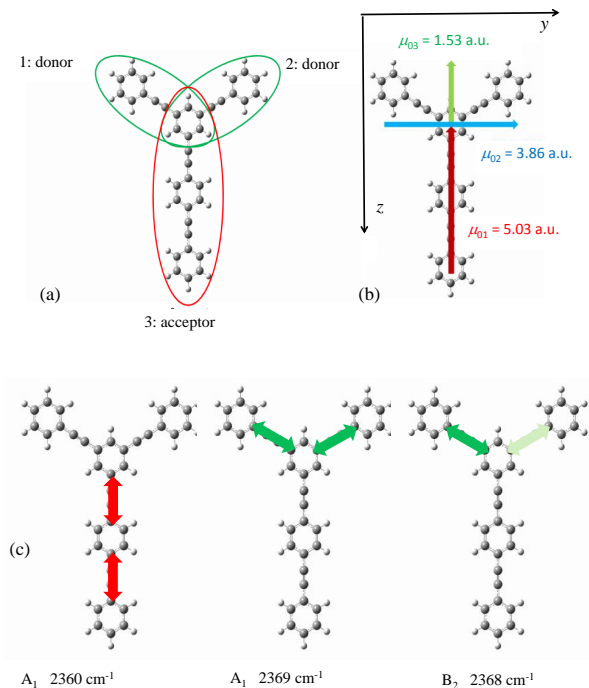 1: donor
2: donor
3: acceptor
(a)
y
z
μ03 = 1.53 a.u.
μ02 = 3.86 a.u.
μ01 = 5.03 a.u.
(b)
(c)
A1 2360 cm-1
A1 2369 cm-1
B2 2368 cm-1